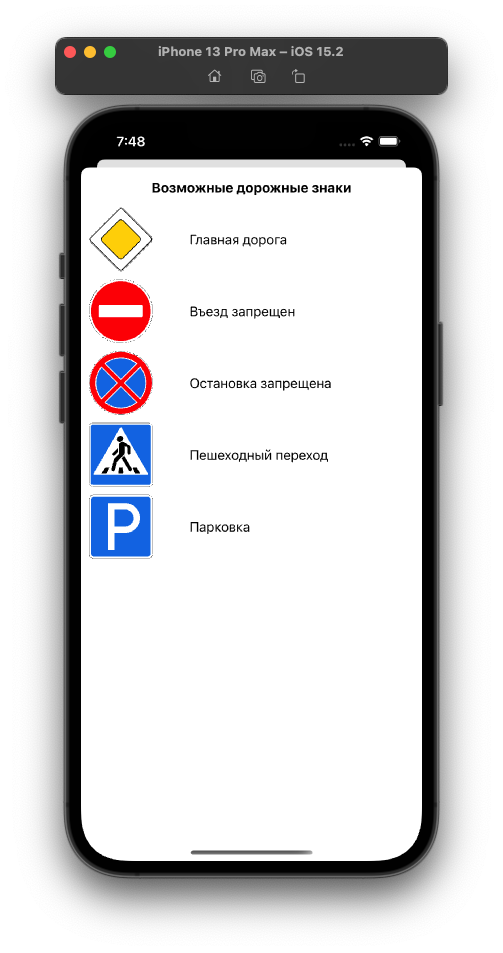 iPhone 13 Pro Max – iOS 15.2
7:48
Возможные дорожные знаки
Главная дорога
Въезд запрещен
Остановка запрещена
Пешеходный переход
P
Парковка